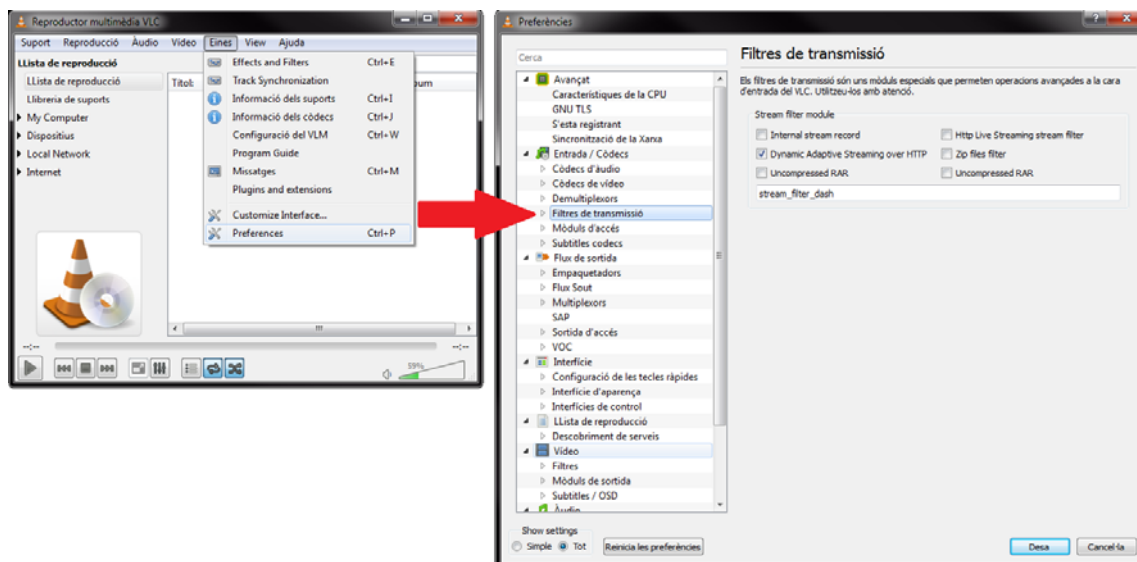 Reproductor multimèdia VLC
Suport Reproducció Àudio Vídeo Eines View Ajuda
LLista de reproducció
LLista de reproducció
Llibreria de suports
My Computer
Dispositius
Local Network
Internet
Títol:
Effects and Filters Ctrl+E
Track Synchronization
Informació dels suports Ctrl+I
Informació dels còdecs Ctrl+J
Configuració del VLM Ctrl+W
Program Guide
Missatges Ctrl+M
Plugins and extensions
Customize Interface...
Preferences Ctrl+P
--:-- --:--
59%
Preferències
Cerca
Avançat
Característiques de la CPU
GNU TLS
S'esta registrant
Sincronització de la Xarxa
Entrada / Còdecs
Còdecs d'àudio
Còdecs de vídeo
Demultiplexors
Filtres de transmissió
Mòduls d'accés
Subtitles codecs
Flux de sortida
Empaquetadors
Flux Sout
Multiplexors
SAP
Sortida d'accés
VOC
Interfície
Configuració de les tecles ràpides
Interfície d'aparença
Interfícies de control
LLista de reproducció
Descobriment de serveis
Vídeo
Filtres
Mòduls de sortida
Subtitles / OSD
Àudio
Show settings
Simple Tot Reinicia les preferències
Filtres de transmissió
Els filtres de transmissió són uns mòduls especials que permeten operacions avançades a la cara
d'entrada del VLC. Utilitzeu-los amb atenció.
Stream filter module
Internal stream record Http Live Streaming stream filter
Dynamic Adaptive Streaming over HTTP Zip files filter
Uncompressed RAR Uncompressed RAR
stream_filter_dash
Desa Cancel·la